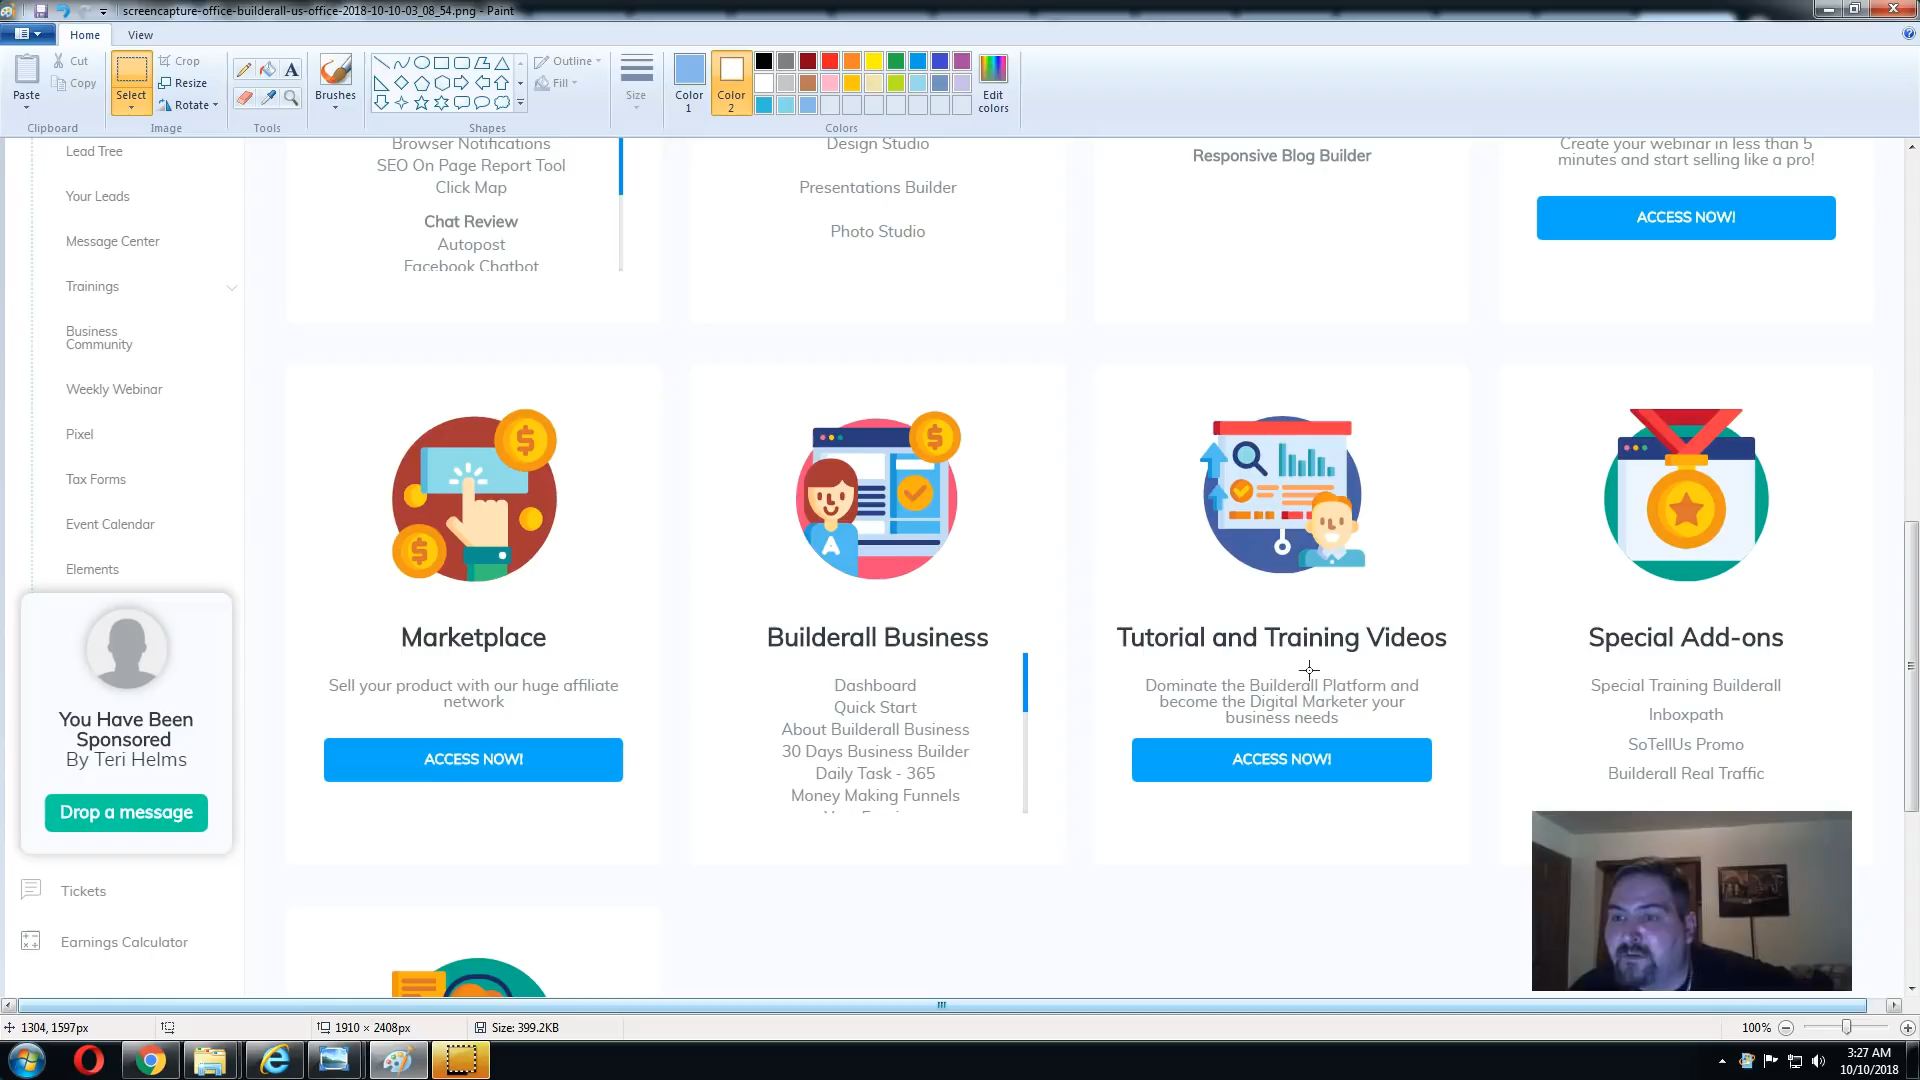 screencapture-office-builderall-us-office-2018-10-10-03_08_54.png - Paint
Home
View
Paste
Cut
Copy
Clipboard
Select
Crop
Resize
Rotate
Image
Tools
Brushes
Shapes
Outline
Fill
Size
Color 1
Color 2
Edit colors
Colors
Lead Tree
Your Leads
Message Center
Trainings
Business
Community
Weekly Webinar
Pixel
Tax Forms
Event Calendar
Elements
You Have Been
Sponsored
By Teri Helms
Drop a message
Tickets
Earnings Calculator
Browser Notifications
SEO On Page Report Tool
Click Map
Chat Review
Autopost
Facebook Chatbot
Design Studio
Presentations Builder
Photo Studio
Responsive Blog Builder
Create your webinar in less than 5
minutes and start selling like a pro!
ACCESS NOW!
Marketplace
Sell your product with our huge affiliate
network
ACCESS NOW!
Builderall Business
Dashboard
Quick Start
About Builderall Business
30 Days Business Builder
Daily Task - 365
Money Making Funnels
Tutorial and Training Videos
Dominate the Builderall Platform and
become the Digital Marketer your
business needs
ACCESS NOW!
Special Add-ons
Special Training Builderall
Inboxpath
SoTellUs Promo
Builderall Real Traffic
1304, 1597px
1910 × 2408px
Size: 399.2KB
100%
3:27 AM
10/10/2018